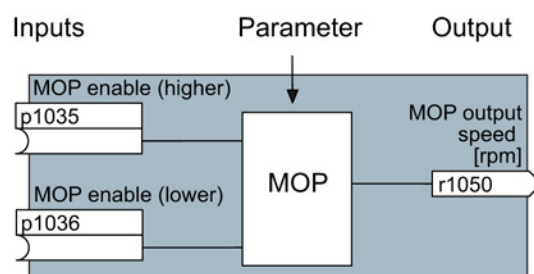 Inputs
Parameter
Output
MOP enable (higher)
p1035
MOP output
speed
[rpm]
MOP
r1050
MOP enable (lower)
p1036